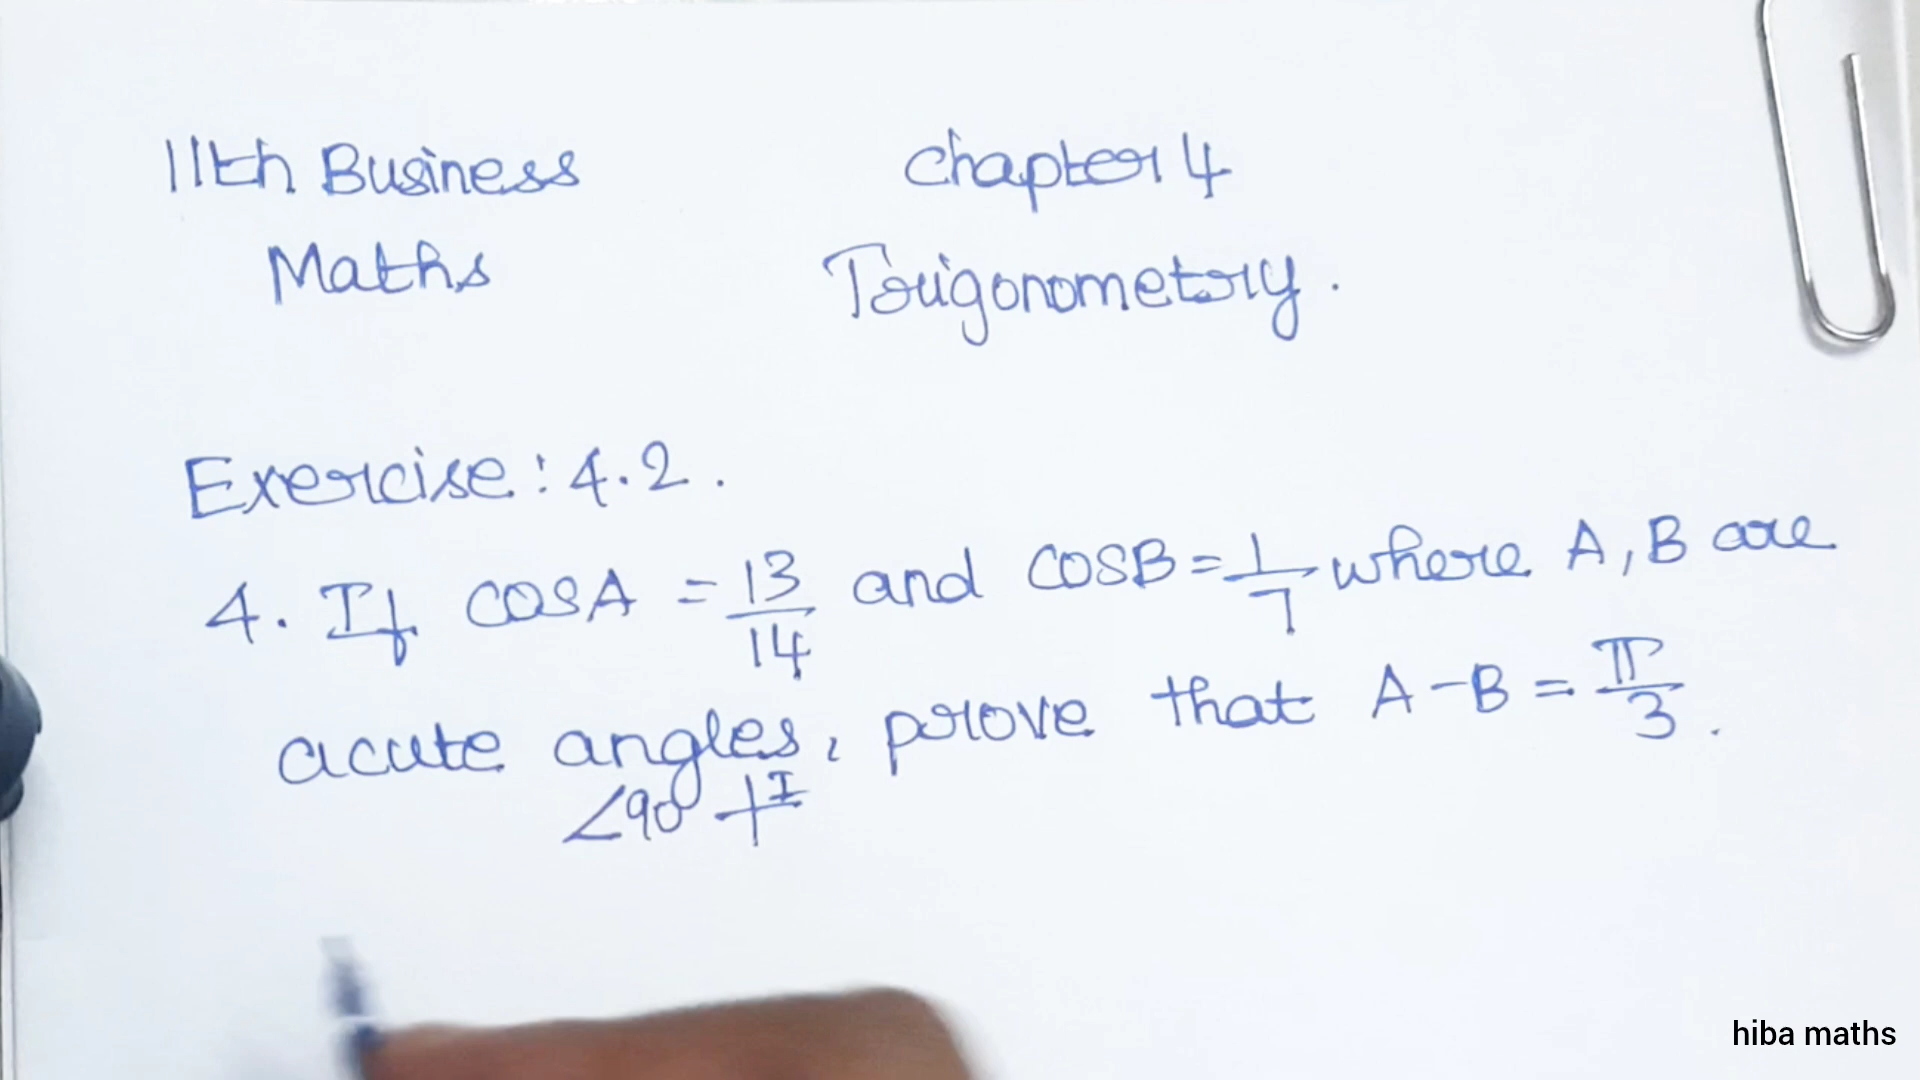 11th Business Chapter 4
Maths Trigonometry.
Exercise: 4.2.
4. If cosA = 13/14 and cosB = 1/7 where A, B are
acute angles, prove that A-B = π/3.
<90° I
hiba maths